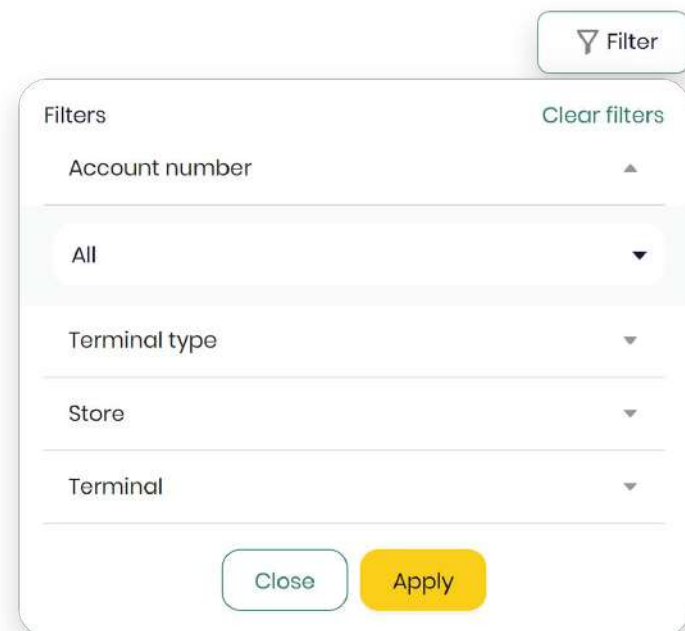 Filter
Filters Clear filters
Account number
All
Terminal type
Store
Terminal
Close Apply